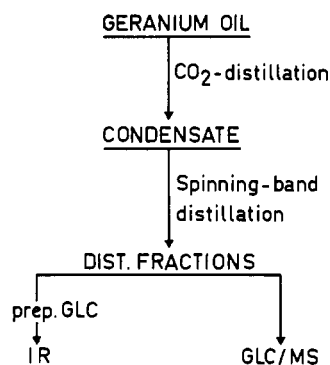 GERANIUM OIL
CO₂-distillation
CONDENSATE
Spinning-band
distillation
DIST. FRACTIONS
prep. GLC
IR
GLC/MS